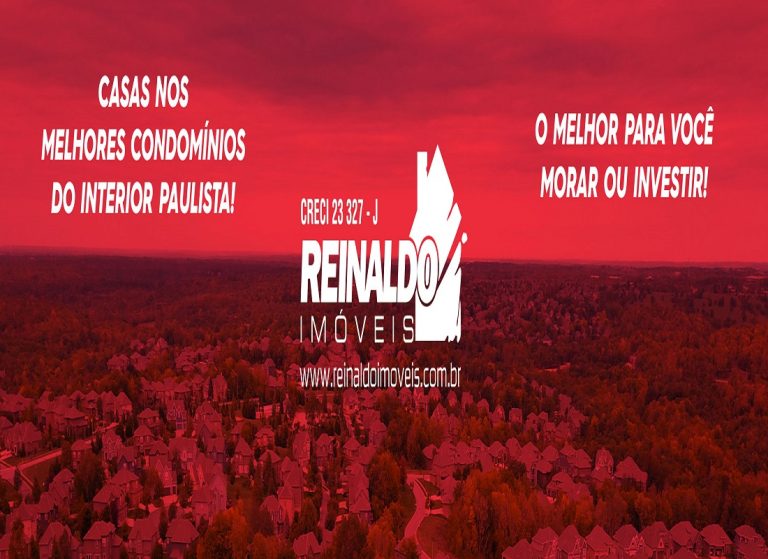 CASAS NOS
MELHORES CONDOMÍNIOS
DO INTERIOR PAULISTA!
O MELHOR PARA VOCÊ
MORAR OU INVESTIR!
CRECI 23 327 - J
REINALDO
IMÓVEIS
www.reinaldoimoveis.com.br